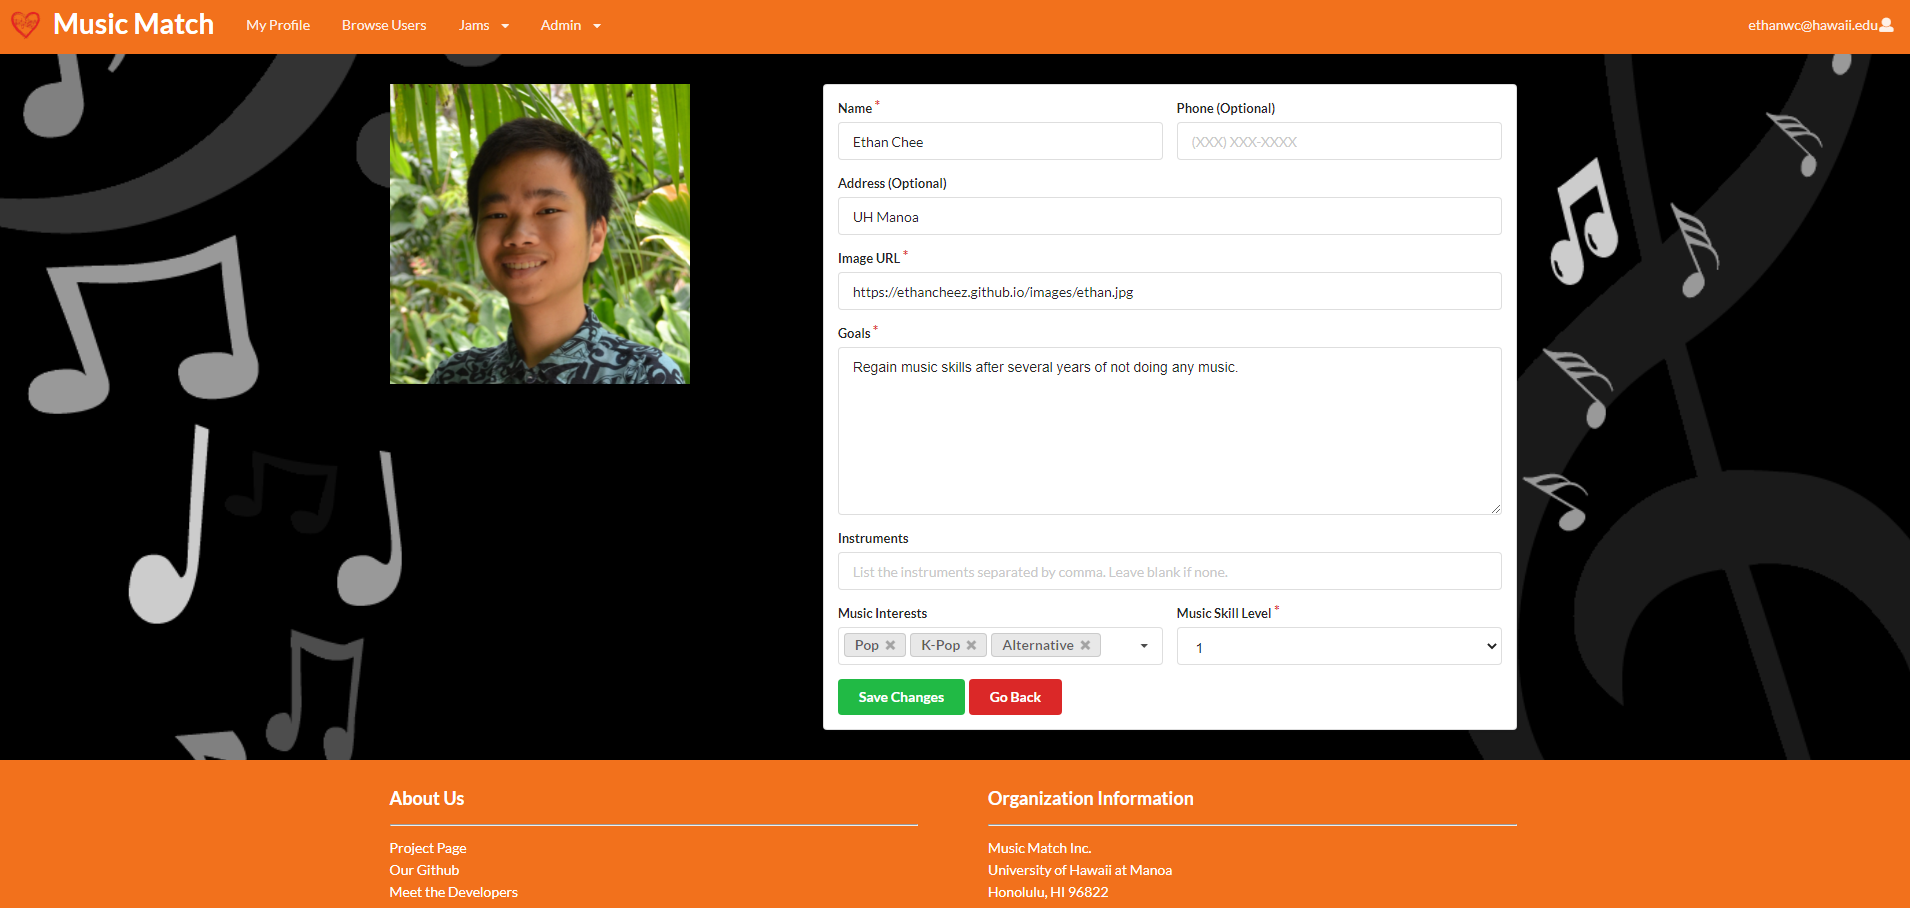 Music Match My Profile Browse Users Jams Admin ethanwc@hawaii.edu
Name * Phone (Optional)
Ethan Chee (XXX) XXX-XXXX
Address (Optional)
UH Manoa
Image URL *
https://ethancheez.github.io/images/ethan.jpg
Goals *
Regain music skills after several years of not doing any music.
Instruments
List the instruments separated by comma. Leave blank if none.
Music Interests Music Skill Level *
Pop K-Pop Alternative 1
Save Changes Go Back
About Us Organization Information
Project Page Music Match Inc.
Our Github University of Hawaii at Manoa
Meet the Developers Honolulu, HI 96822